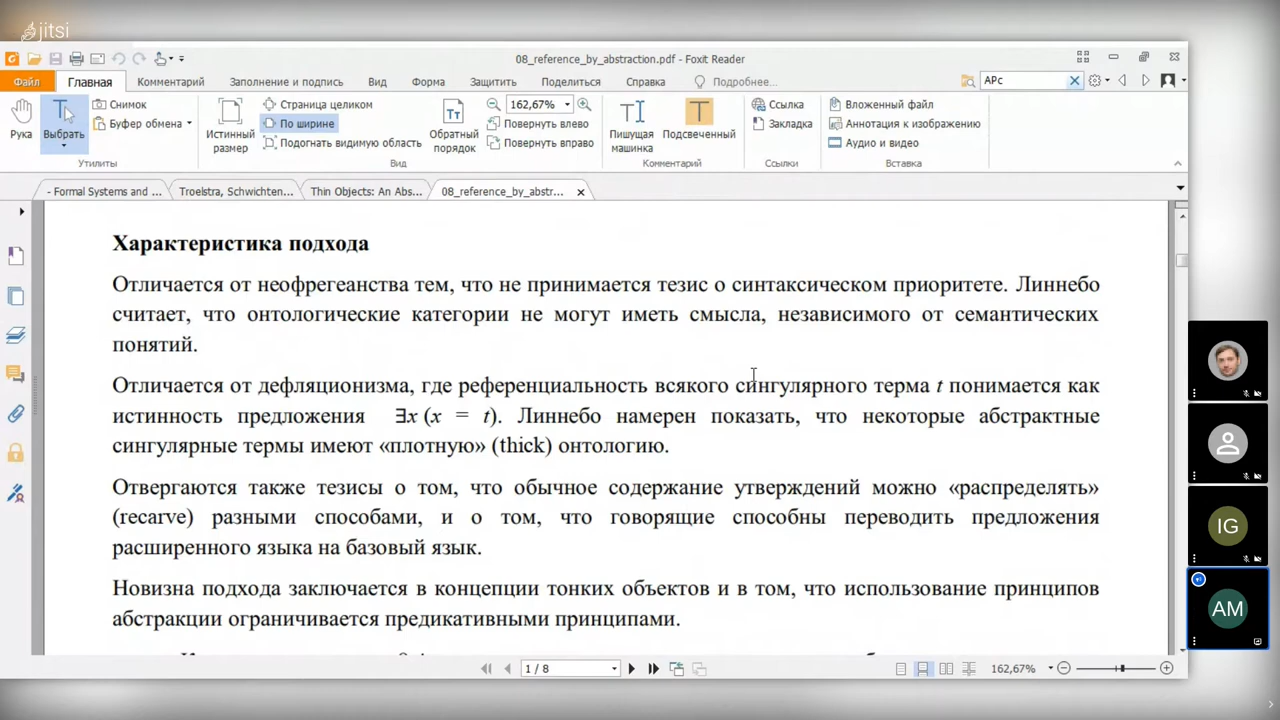 jitsi
08_reference_by_abstraction.pdf - Foxit Reader
Файл Главная Комментарий Заполнение и подпись Вид Форма Защитить Поделиться Справка Подробнее.. APc
Рука
Выбрать
Снимок
Буфер обмена
Утилиты
Истинный размер
Страница целиком
По ширине
Подогнать видимую область
Обратный порядок
162,67%
Повернуть влево
Повернуть вправо
Вид
Пишущая машинка
Подсвеченный
Комментарий
Ссылка
Закладка
Ссылки
Вложенный файл
Аннотация к изображению
Аудио и видео
Вставка
- Formal Systems and ... Troelstra, Schwichten... Thin Objects: An Abs... 08_reference_by_abstr...
Характеристика подхода
Отличается от неофрегеанства тем, что не принимается тезис о синтаксическом приоритете. Линнебо
считает, что онтологические категории не могут иметь смысла, независимого от семантических
понятий.
Отличается от дефляционизма, где референциальность всякого сингулярного терма t понимается как
истинность предложения ∃x (x = t). Линнебо намерен показать, что некоторые абстрактные
сингулярные термы имеют «плотную» (thick) онтологию.
Отвергаются также тезисы о том, что обычное содержание утверждений можно «распределять»
(recarve) разными способами, и о том, что говорящие способны переводить предложения
расширенного языка на базовый язык.
Новизна подхода заключается в концепции тонких объектов и в том, что использование принципов
абстракции ограничивается предикативными принципами.
1 / 8
162,67%
IG
AM